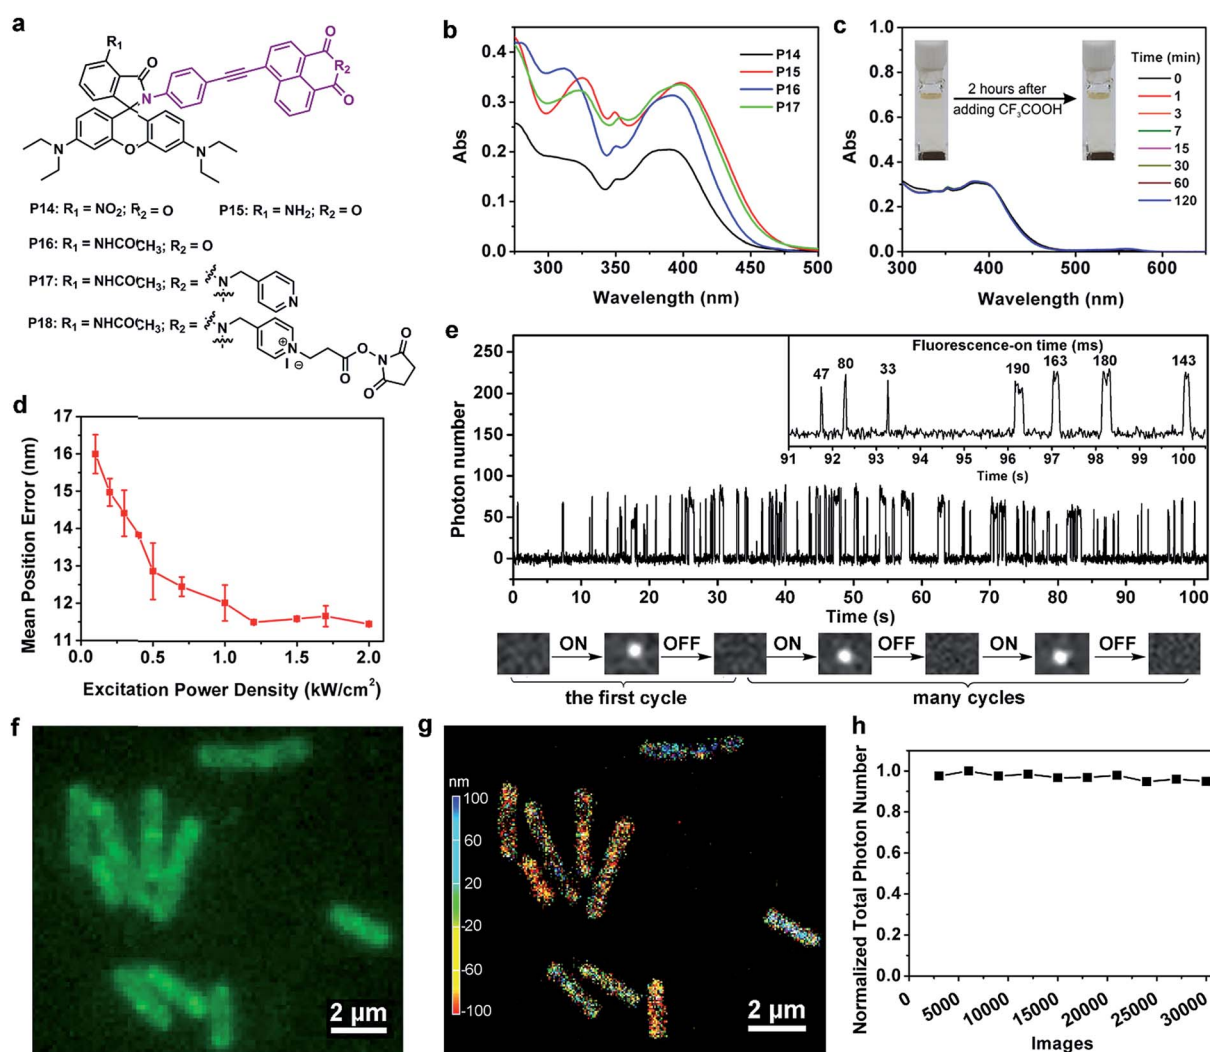 a
R₁
O
N
O
R₂
O
N
O
N
P14: R₁ = NO₂; R₂ = O
P15: R₁ = NH₂; R₂ = O
P16: R₁ = NHCOCH₃; R₂ = O
P17: R₁ = NHCOCH₃; R₂ =
N
N
P18: R₁ = NHCOCH₃; R₂ =
N
N
+
I⊖
O
O
N
O
O
b
Abs
0.4
0.3
0.2
0.1
0.0
300 350 400 450 500
Wavelength (nm)
P14
P15
P16
P17
c
Abs
1.0
0.8
0.6
0.4
0.2
0.0
300 400 500 600
Wavelength (nm)
2 hours after
adding CF₃COOH
Time (min)
0
1
3
7
15
30
60
120
d
Mean Position Error (nm)
17
16
15
14
13
12
11
0.0 0.5 1.0 1.5 2.0
Excitation Power Density (kW/cm²)
e
Photon number
250
200
150
100
50
0
0 10 20 30 40 50 60 70 80 90 100
Time (s)
Fluorescence-on time (ms)
47 80 33 190 163 180 143
91 92 93 94 95 96 97 98 99 100
Time (s)
ON OFF ON OFF ON OFF
the first cycle many cycles
f
2 μm
g
nm
100
60
20
-20
-60
-100
2 μm
h
Normalized Total Photon Number
1.0
0.8
0.6
0.4
0.2
0.0
0 5000 10000 15000 20000 25000 30000
Images